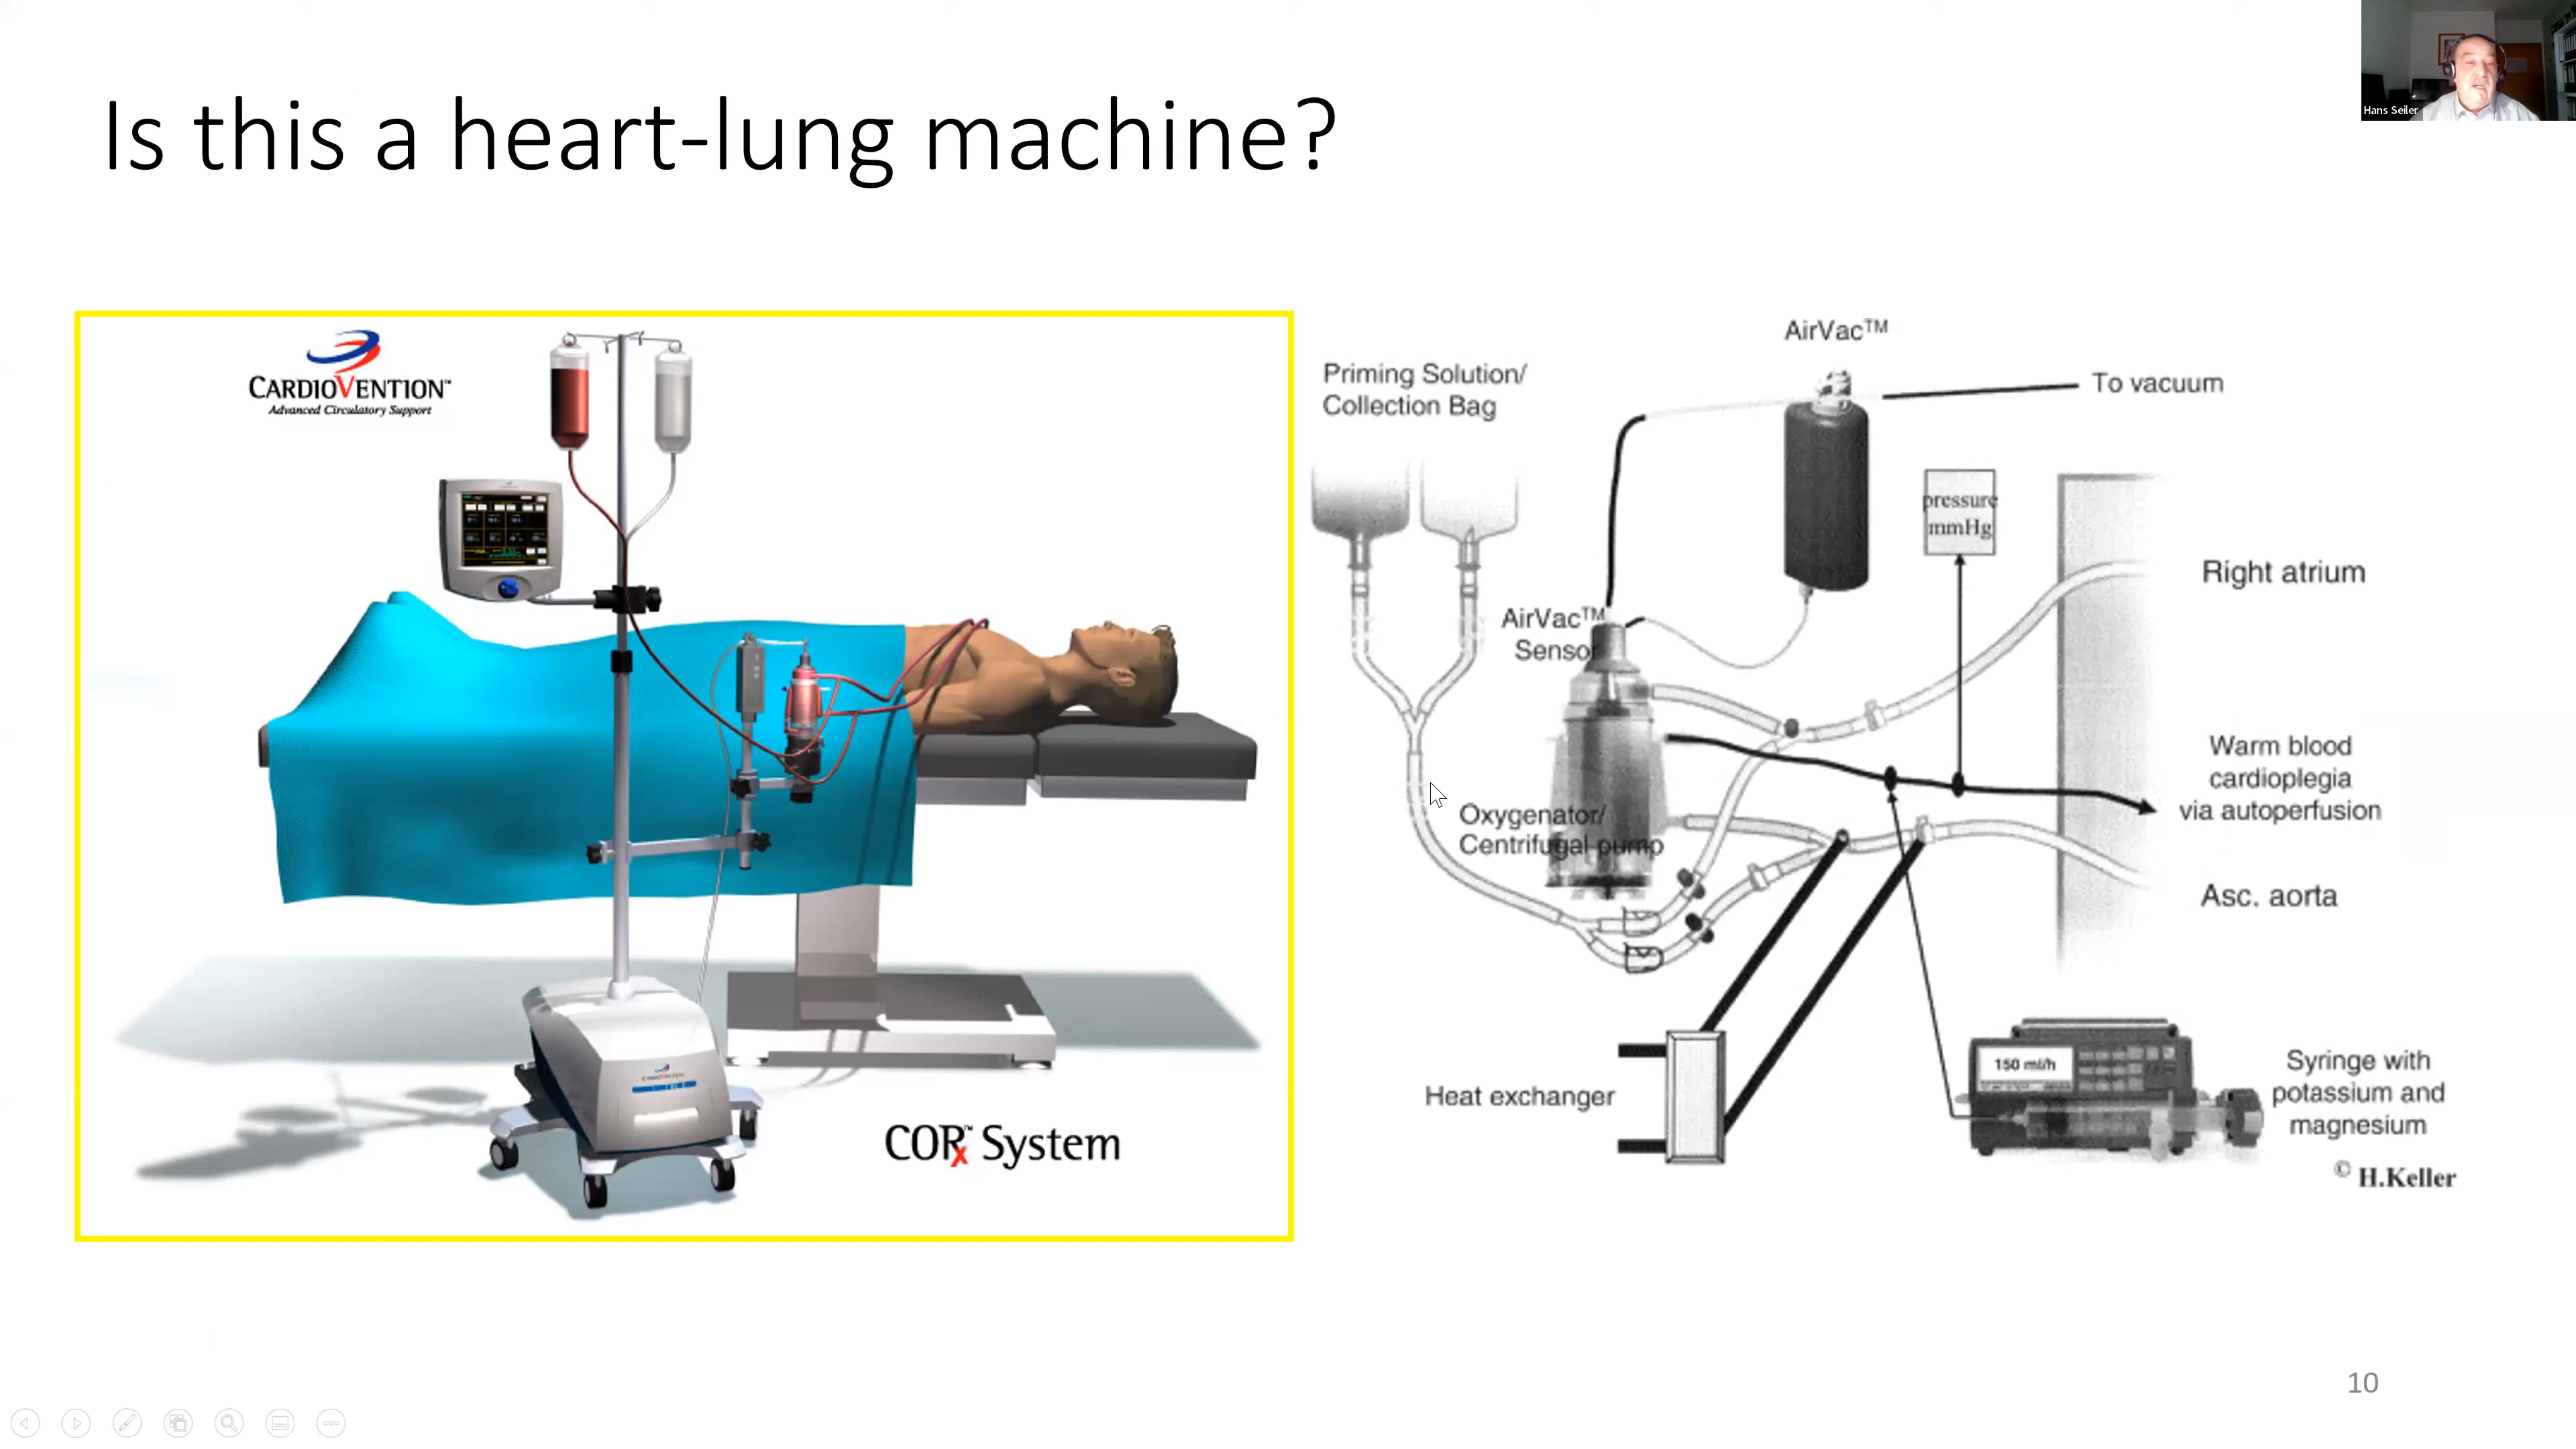 Is this a heart-lung machine?
Hans Seiler
CARDIOVENTION™
Advanced Circulatory Support
CORx™ System
AirVac™
To vacuum
Priming Solution/
Collection Bag
pressure
mmHg
Right atrium
AirVac™
Sensor
Warm blood
cardioplegia
via autoperfusion
Oxygenator/
Centrifugal pump
Asc. aorta
Heat exchanger
150 ml/h
Syringe with
potassium and
magnesium
© H.Keller
10